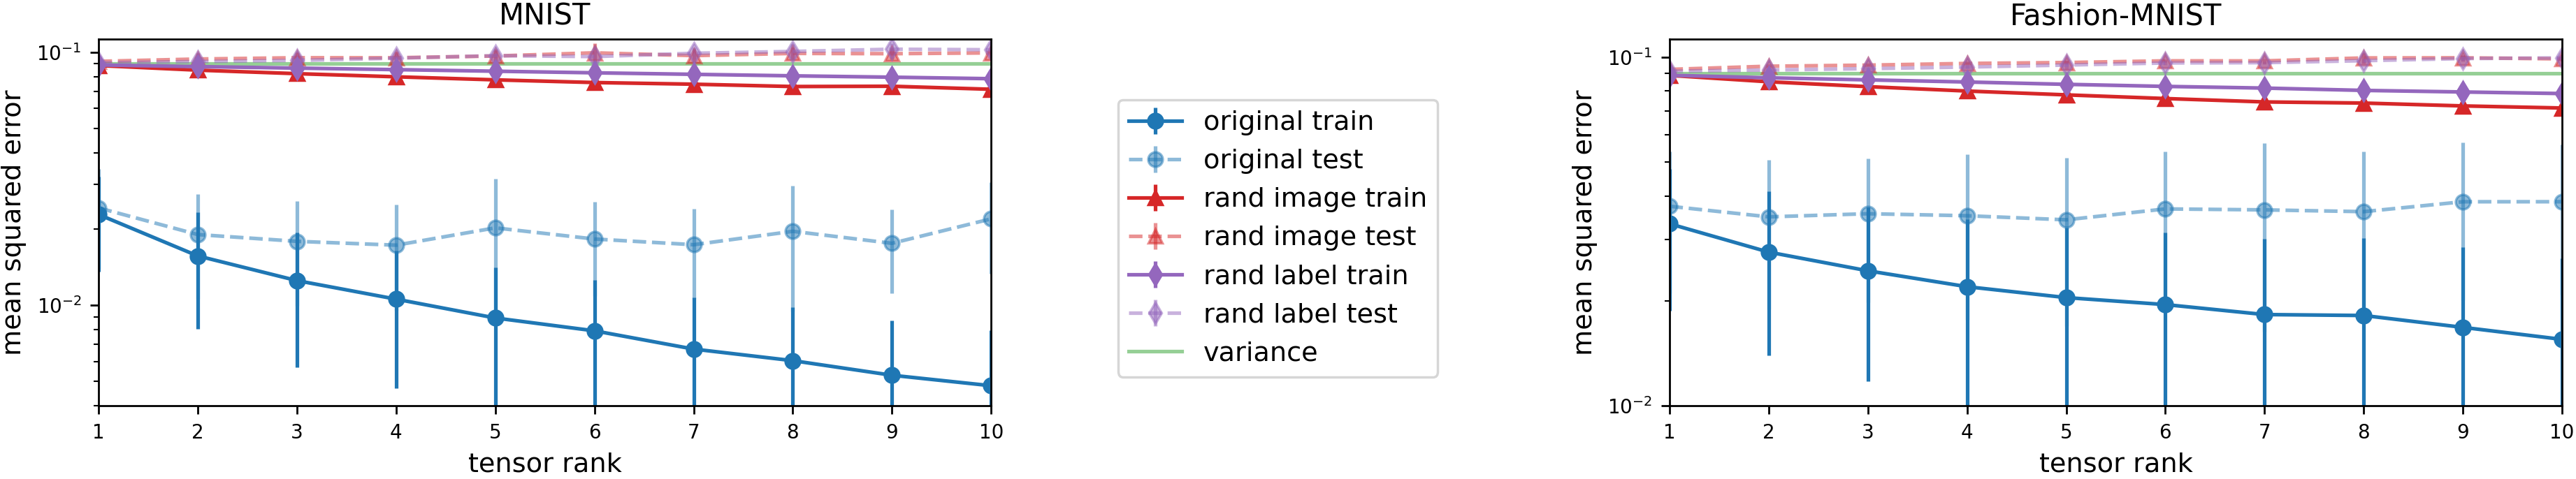 MNIST
mean squared error
10⁻¹
10⁻²
1 2 3 4 5 6 7 8 9 10
tensor rank
original train
original test
rand image train
rand image test
rand label train
rand label test
variance
Fashion-MNIST
mean squared error
10⁻¹
10⁻²
1 2 3 4 5 6 7 8 9 10
tensor rank